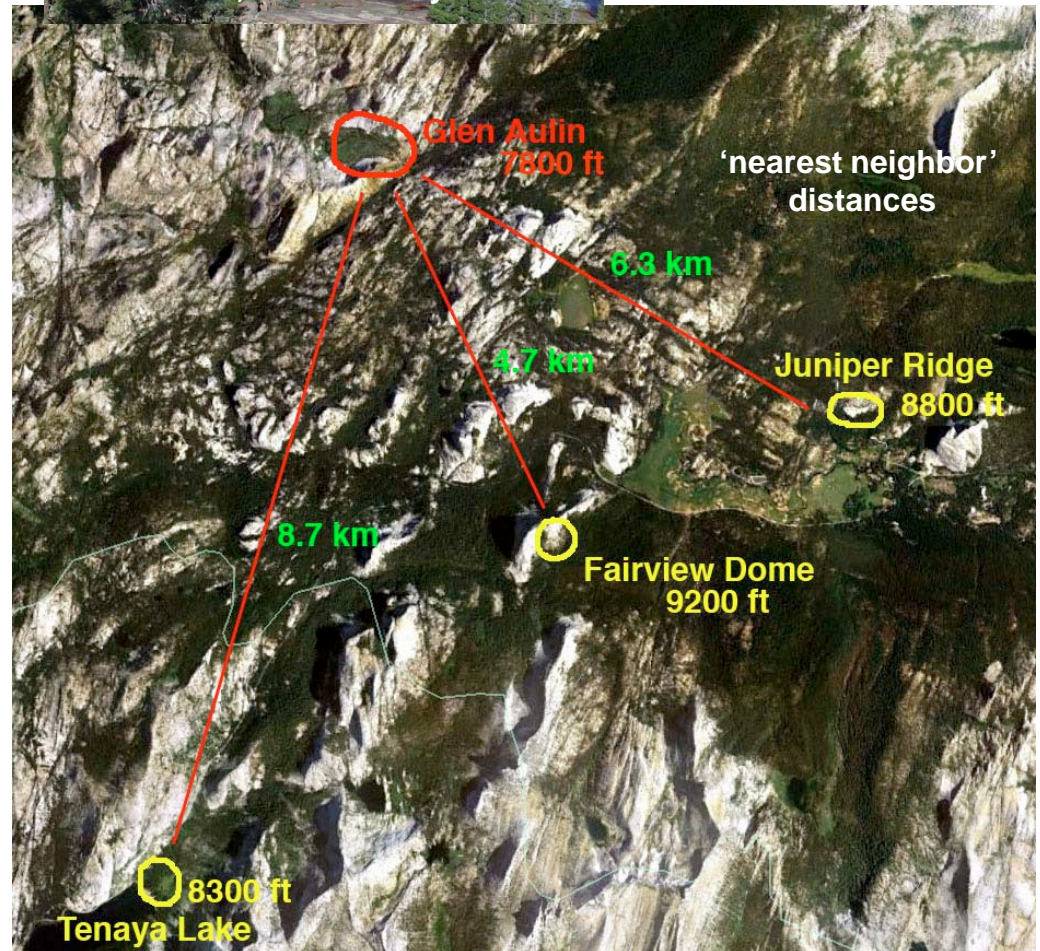 Glen Aulin
7800 ft
‘nearest neighbor’
distances
6.3 km
4.7 km
Juniper Ridge
8800 ft
8.7 km
Fairview Dome
9200 ft
8300 ft
Tenaya Lake